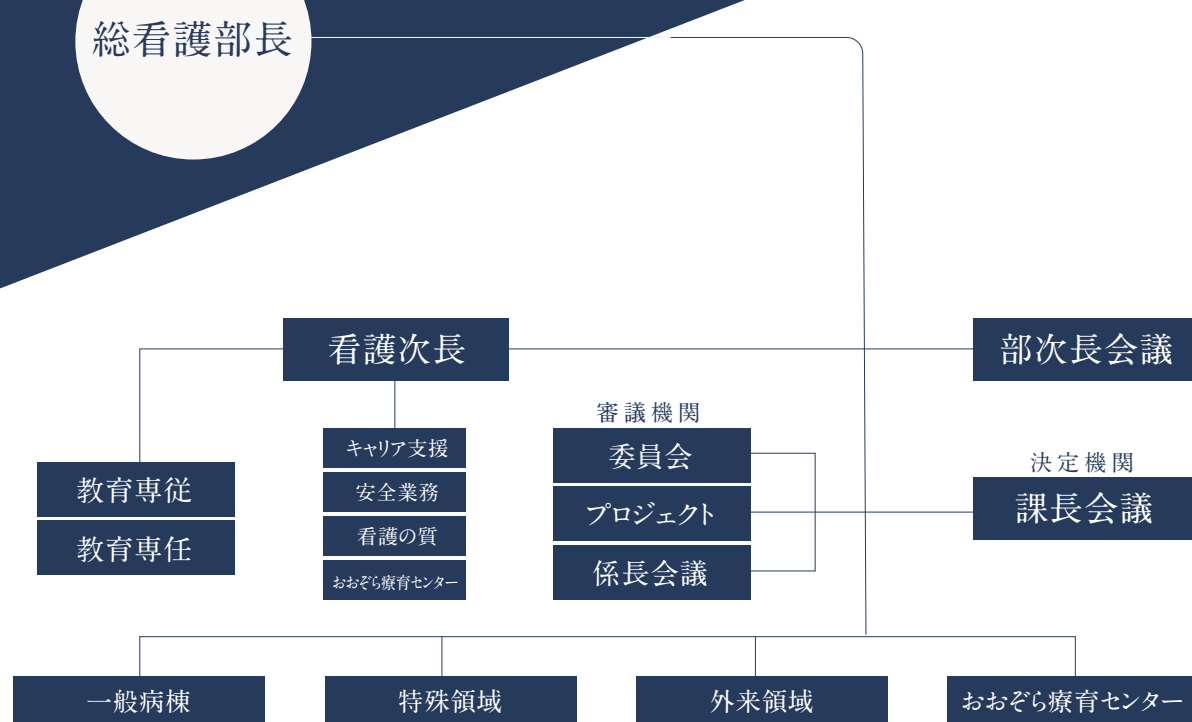 総看護部長
看護次長
部次長会議
キャリア支援
安全業務
看護の質
おおぞら療育センター
教育専従
教育専任
審議機関
委員会
プロジェクト
係長会議
決定機関
課長会議
一般病棟
特殊領域
外来領域
おおぞら療育センター